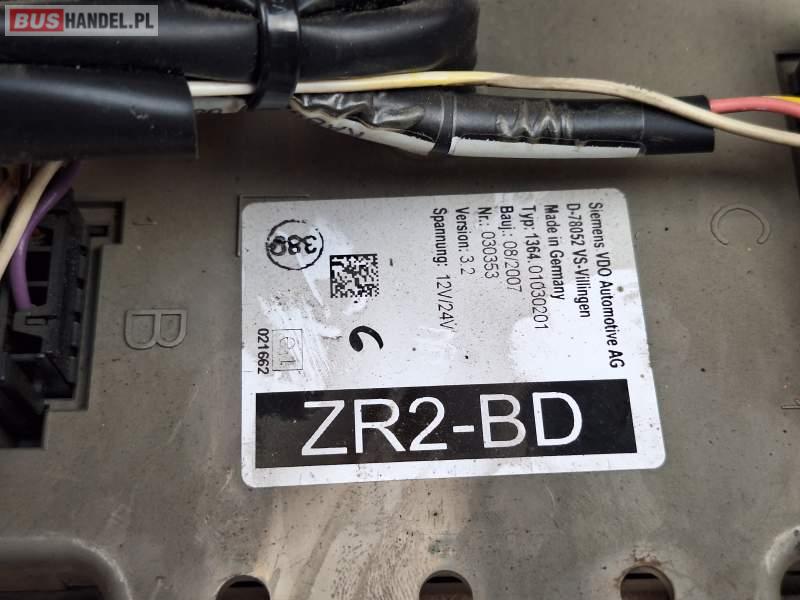 BUSHANDEL.PL
Siemens VDO Automotive AG
D-78052 VS-Villingen
Made in Germany
Typ: 1364.01030201
Bauj.: 08/2007
Nr.: 030353
Version: 3.2
Spannung: 12V/24V
e1
021662
6
ZR2-BD
B
C